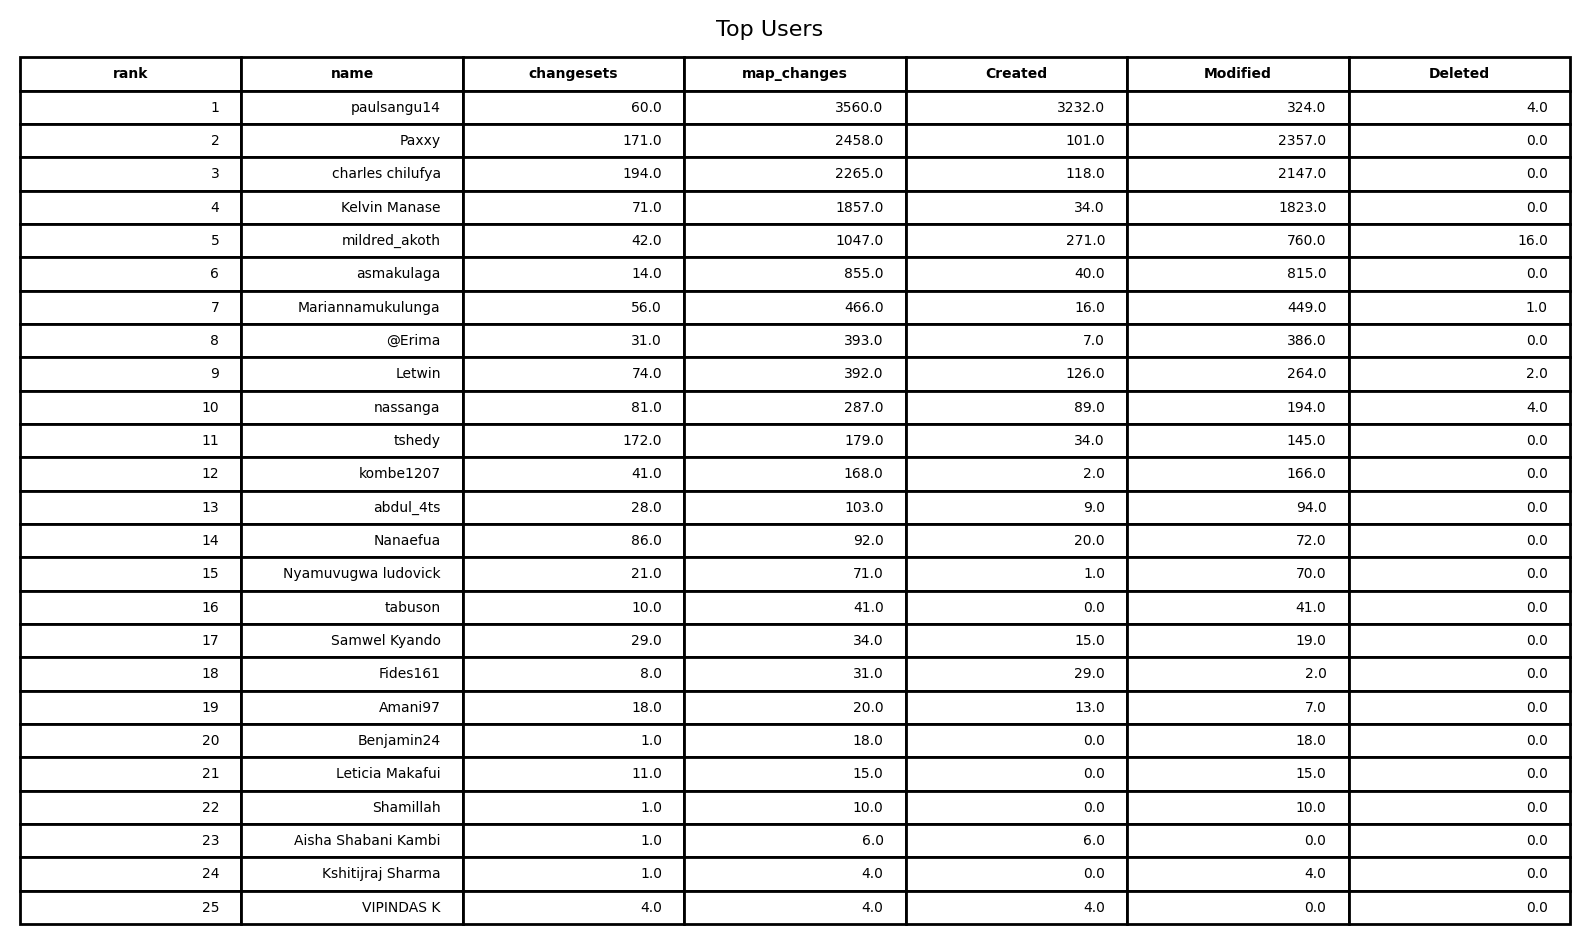 Top Users
rank name changesets map_changes Created Modified Deleted
1 paulsangu14 60.0 3560.0 3232.0 324.0 4.0
2 Paxxy 171.0 2458.0 101.0 2357.0 0.0
3 charles chilufya 194.0 2265.0 118.0 2147.0 0.0
4 Kelvin Manase 71.0 1857.0 34.0 1823.0 0.0
5 mildred_akoth 42.0 1047.0 271.0 760.0 16.0
6 asmakulaga 14.0 855.0 40.0 815.0 0.0
7 Mariannamukulunga 56.0 466.0 16.0 449.0 1.0
8 @Erima 31.0 393.0 7.0 386.0 0.0
9 Letwin 74.0 392.0 126.0 264.0 2.0
10 nassanga 81.0 287.0 89.0 194.0 4.0
11 tshedy 172.0 179.0 34.0 145.0 0.0
12 kombe1207 41.0 168.0 2.0 166.0 0.0
13 abdul_4ts 28.0 103.0 9.0 94.0 0.0
14 Nanaefua 86.0 92.0 20.0 72.0 0.0
15 Nyamuvugwa ludovick 21.0 71.0 1.0 70.0 0.0
16 tabuson 10.0 41.0 0.0 41.0 0.0
17 Samwel Kyando 29.0 34.0 15.0 19.0 0.0
18 Fides161 8.0 31.0 29.0 2.0 0.0
19 Amani97 18.0 20.0 13.0 7.0 0.0
20 Benjamin24 1.0 18.0 0.0 18.0 0.0
21 Leticia Makafui 11.0 15.0 0.0 15.0 0.0
22 Shamillah 1.0 10.0 0.0 10.0 0.0
23 Aisha Shabani Kambi 1.0 6.0 6.0 0.0 0.0
24 Kshitijraj Sharma 1.0 4.0 0.0 4.0 0.0
25 VIPINDAS K 4.0 4.0 4.0 0.0 0.0